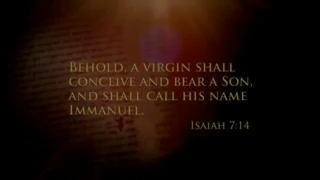 Behold, a virgin shall
conceive and bear a Son,
and shall call his name
Immanuel.
Isaiah 7:14